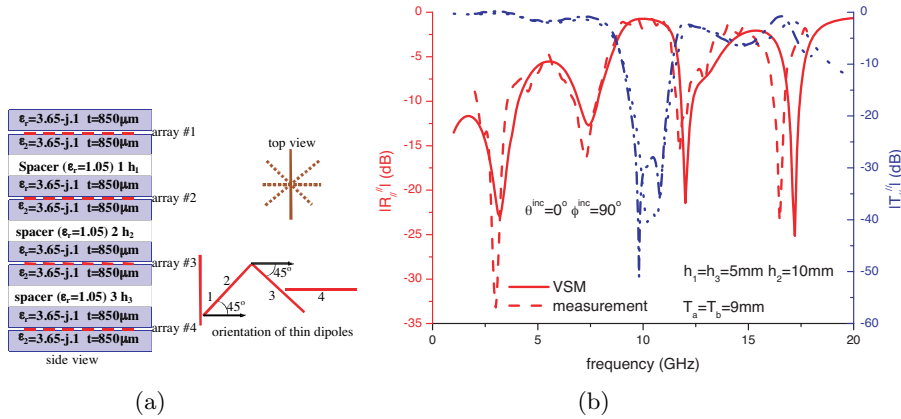 εr=3.65-j.1 t=850μm
array #1
ε2=3.65-j.1 t=850μm
Spacer (εr=1.05) 1 h1
εr=3.65-j.1 t=850μm
array #2
ε2=3.65-j.1 t=850μm
spacer (εr=1.05) 2 h2
εr=3.65-j.1 t=850μm
array #3
ε2=3.65-j.1 t=850μm
spacer (εr=1.05) 3 h3
εr=3.65-j.1 t=850μm
array #4
ε2=3.65-j.1 t=850μm
side view
top view
1
2
3
4
45°
45°
orientation of thin dipoles
(a)
0
-5
-10
-15
-20
-25
-30
-35
|R//''| (dB)
0
-10
-20
-30
-40
-50
-60
(dB)
θinc=0° ϕinc=90°
VSM
measurement
h1=h3=5mm h2=10mm
Ta=Tb=9mm
0
5
10
15
20
frequency (GHz)
(b)